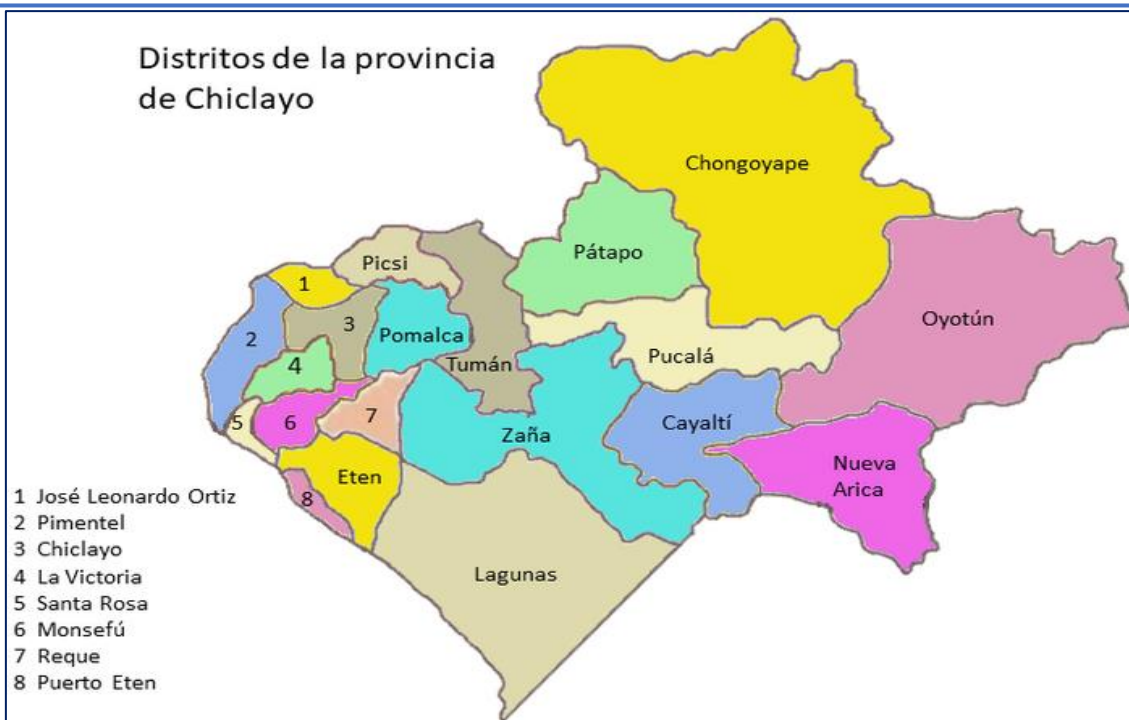 Distritos de la provincia
de Chiclayo
Chongoyape
Pátapo
Picsi
1
Oyotún
2
3
Pomalca
Pucalá
Tumán
4
5
6
7
Cayaltí
Zaña
Nueva
Arica
Eten
8
Lagunas
1 José Leonardo Ortiz
2 Pimentel
3 Chiclayo
4 La Victoria
5 Santa Rosa
6 Monsefú
7 Reque
8 Puerto Eten